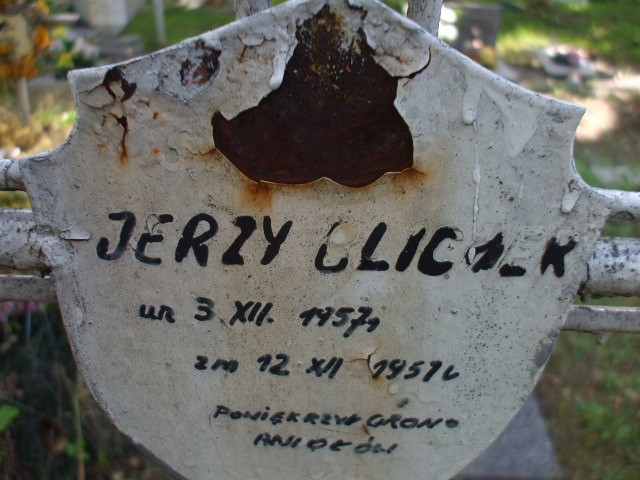 JERZY
ur 3 XII. 1957r
zm 12 XII 1957r
POWIĘKRZYŁ GRONO
ANIOŁÓW